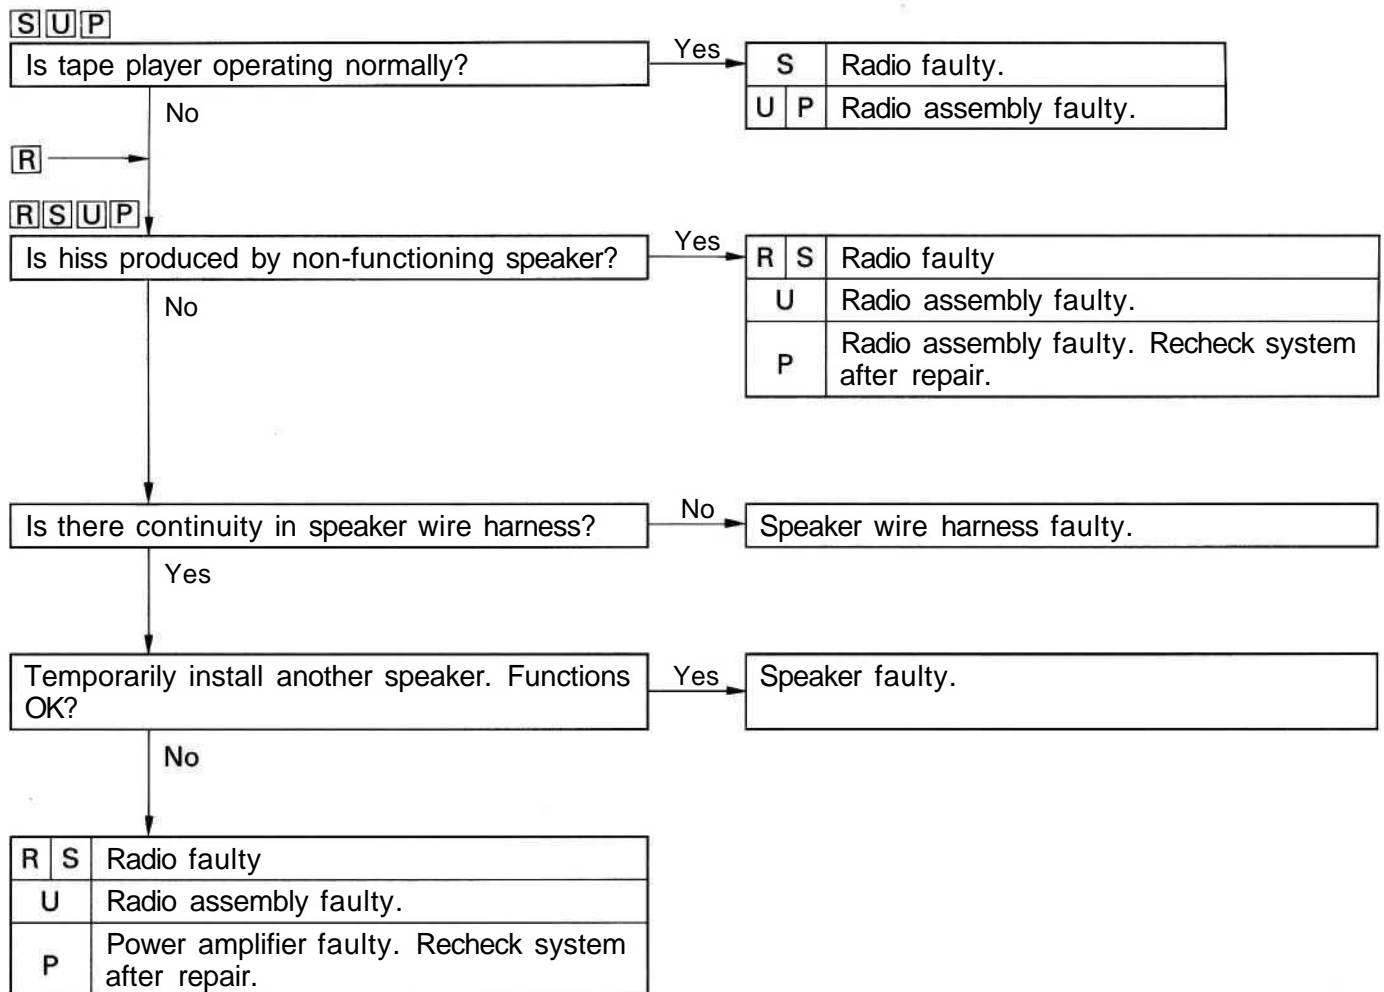 S U P
Is tape player operating normally?
Yes
S Radio faulty.
U P Radio assembly faulty.
No
R
R S U P
Is hiss produced by non-functioning speaker?
Yes
R S Radio faulty
U Radio assembly faulty.
P Radio assembly faulty. Recheck system
after repair.
No
Is there continuity in speaker wire harness?
No
Speaker wire harness faulty.
Yes
Temporarily install another speaker. Functions
OK?
Yes
Speaker faulty.
No
R S Radio faulty
U Radio assembly faulty.
P Power amplifier faulty. Recheck system
after repair.